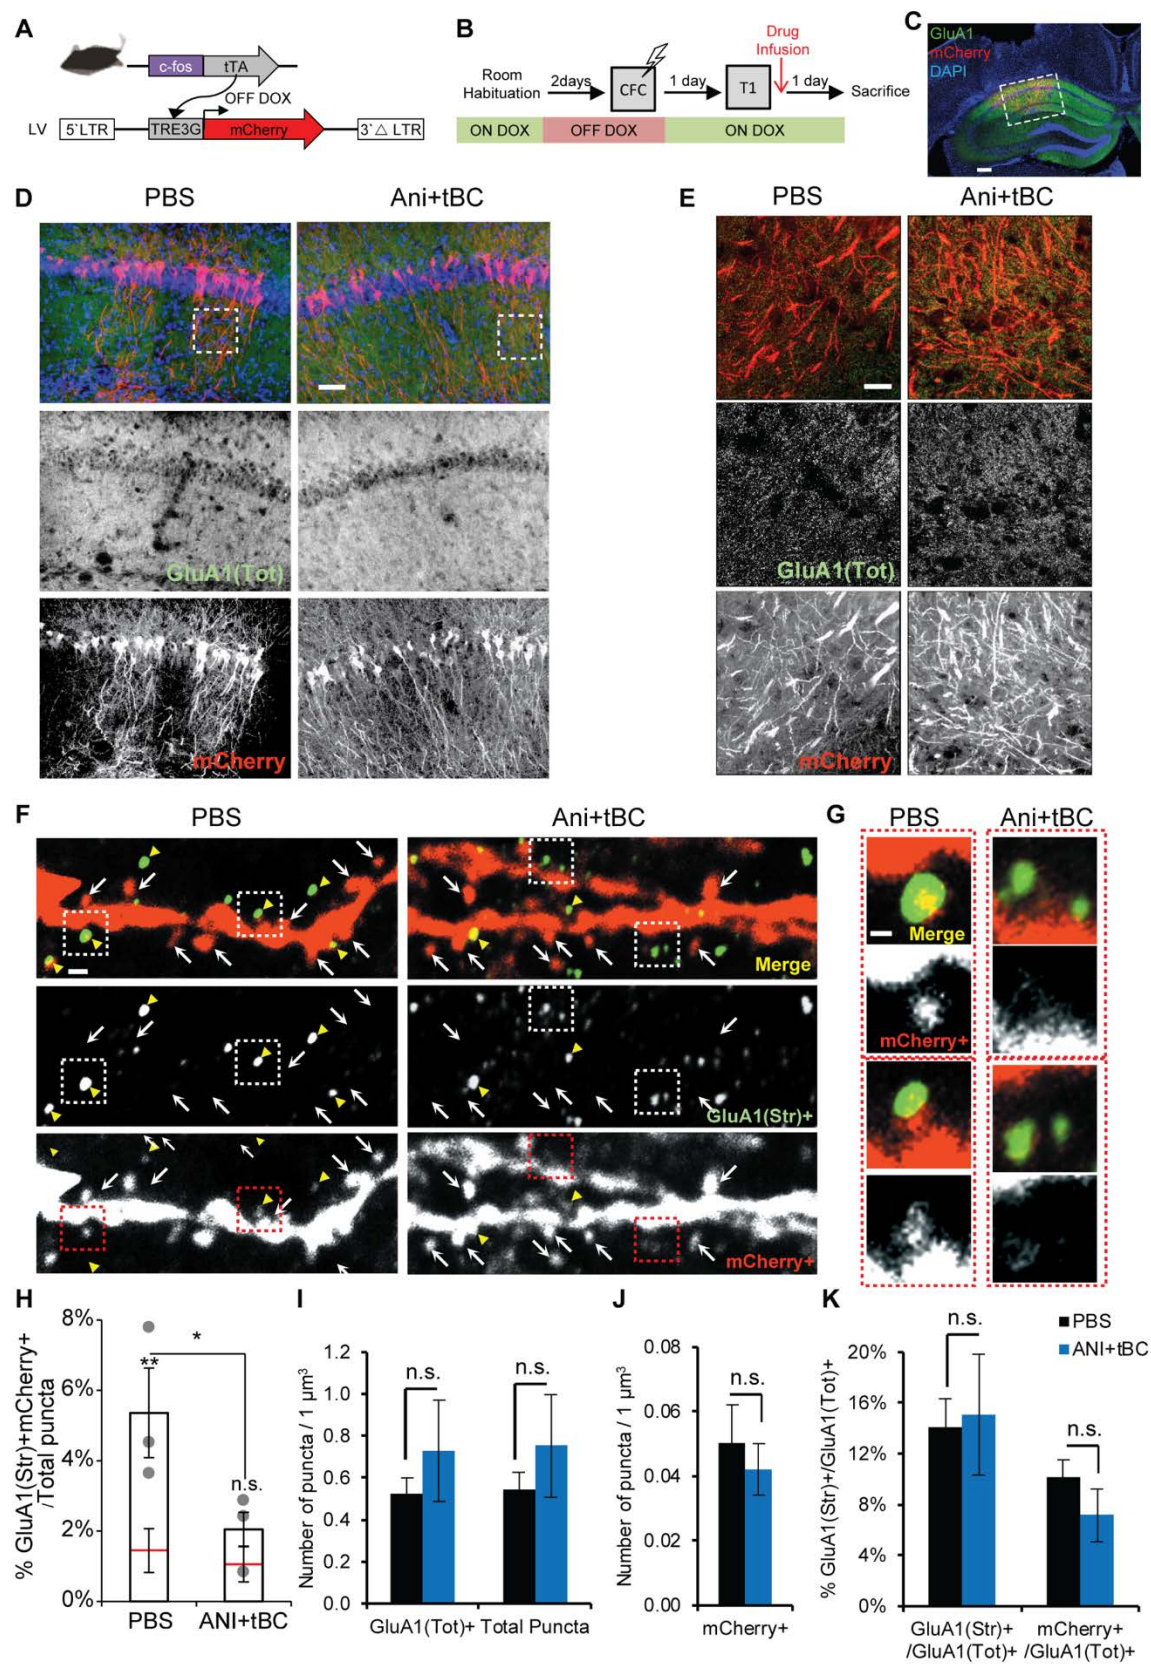 A
c-fos
tTA
OFF DOX
LV
5`LTR
TRE3G
mCherry
3`△ LTR
B
Drug
Infusion
Room
Habituation
2days
CFC
1 day
T1
1 day
Sacrifice
ON DOX
OFF DOX
ON DOX
C
GluA1
mCherry
DAPI
D
PBS
Ani+tBC
GluA1(Tot)
mCherry
E
PBS
Ani+tBC
GluA1(Tot)
mCherry
F
PBS
Ani+tBC
Merge
GluA1(Str)+
mCherry+
G
PBS
Ani+tBC
Merge
mCherry+
H
% GluA1(Str)+mCherry+
/Total puncta
8%
6%
4%
2%
0%
*
**
n.s.
PBS
ANI+tBC
I
Number of puncta / 1 µm³
1.2
1.0
0.8
0.6
0.4
0.2
0.0
n.s.
n.s.
GluA1(Tot)+
Total Puncta
J
Number of puncta / 1 µm³
0.08
0.06
0.04
0.02
0.00
n.s.
mCherry+
K
PBS
ANI+tBC
% GluA1(Str)+/GluA1(Tot)+
20%
16%
12%
8%
4%
0%
n.s.
n.s.
GluA1(Str)+
/GluA1(Tot)+
mCherry+
/GluA1(Tot)+